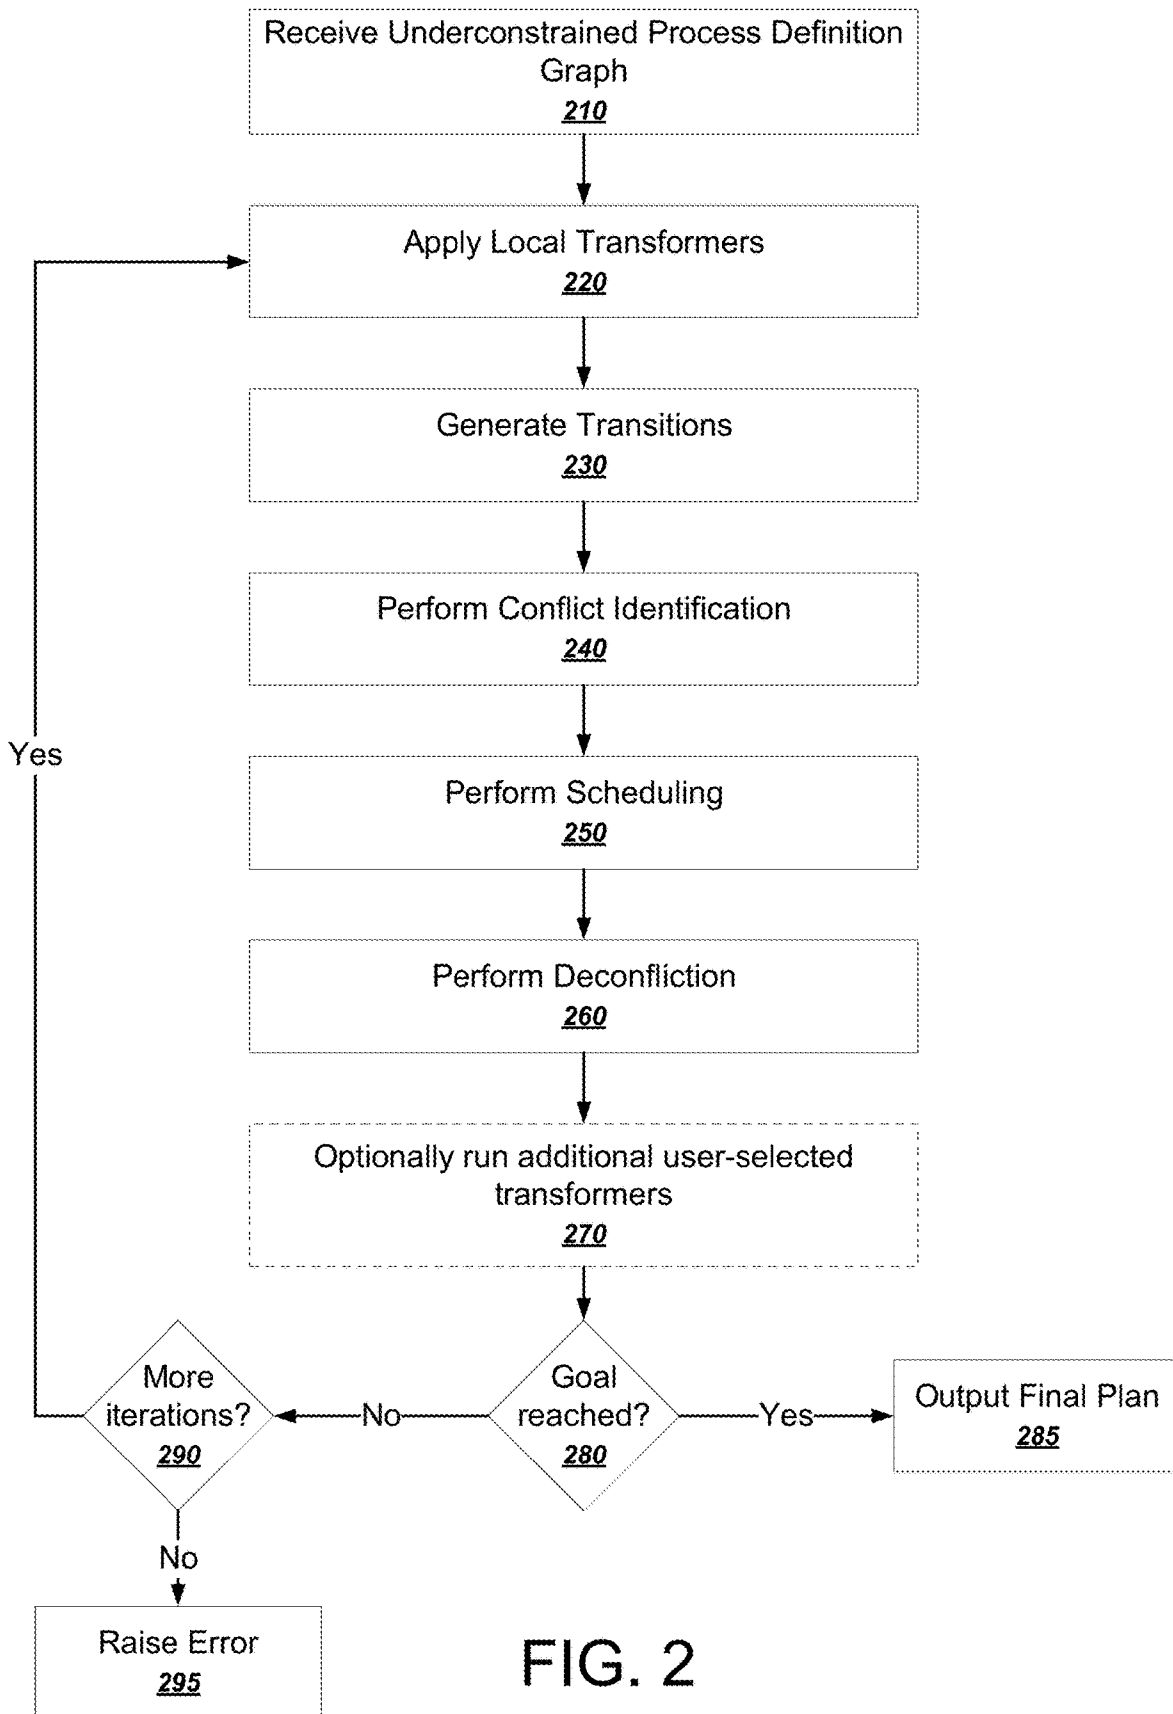 Receive Underconstrained Process Definition
Graph
210
Apply Local Transformers
220
Generate Transitions
230
Perform Conflict Identification
240
Yes
Perform Scheduling
250
Perform Deconfliction
260
Optionally run additional user-selected
transformers
270
More
iterations?
290
No
Goal
reached?
280
Yes
Output Final Plan
285
No
Raise Error
295
FIG. 2